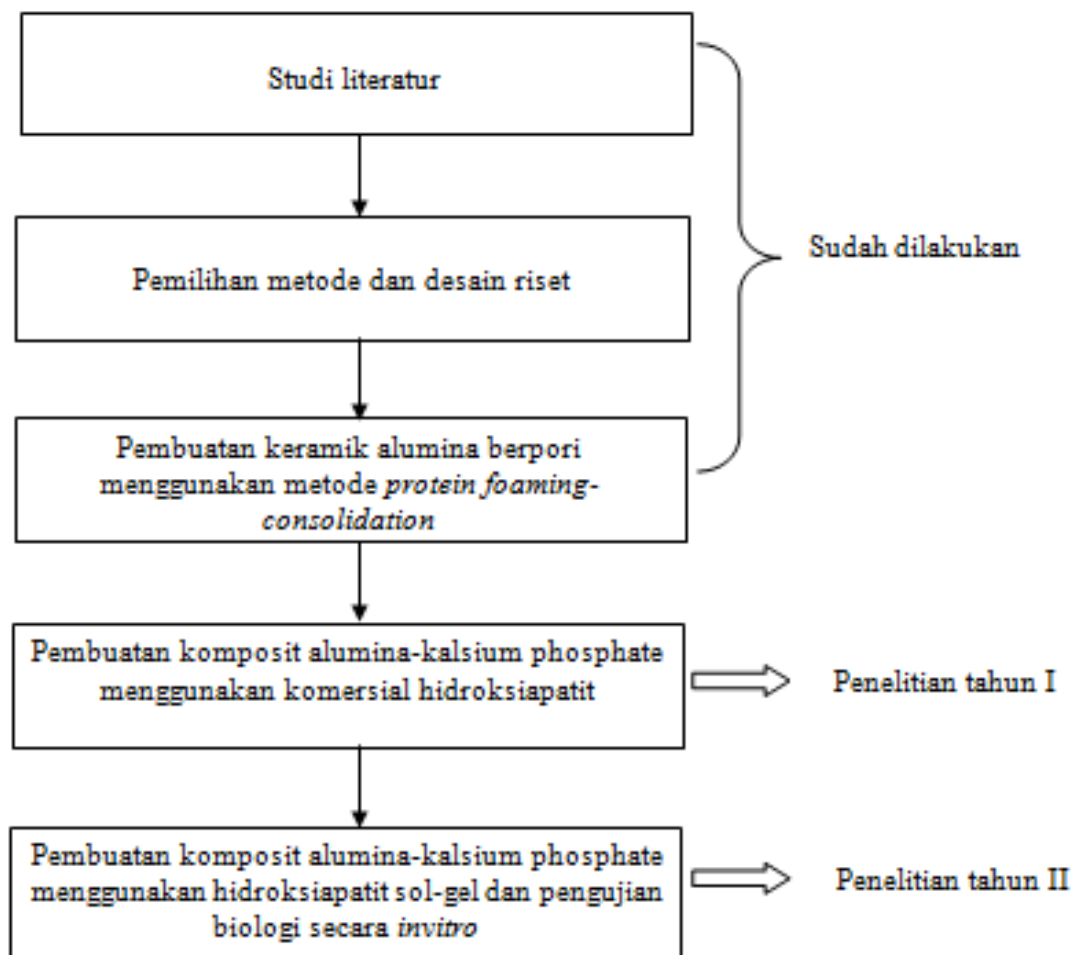 Studi literatur
Sudah dilakukan
Pemilihan metode dan desain riset
Pembuatan keramik alumina berpori
menggunakan metode protein foaming-
consolidation
Pembuatan komposit alumina-kalsium phosphate
menggunakan komersial hidroksiapatit
Penelitian tahun I
Pembuatan komposit alumina-kalsium phosphate
menggunakan hidroksiapatit sol-gel dan pengujian
biologi secara invitro
Penelitian tahun II